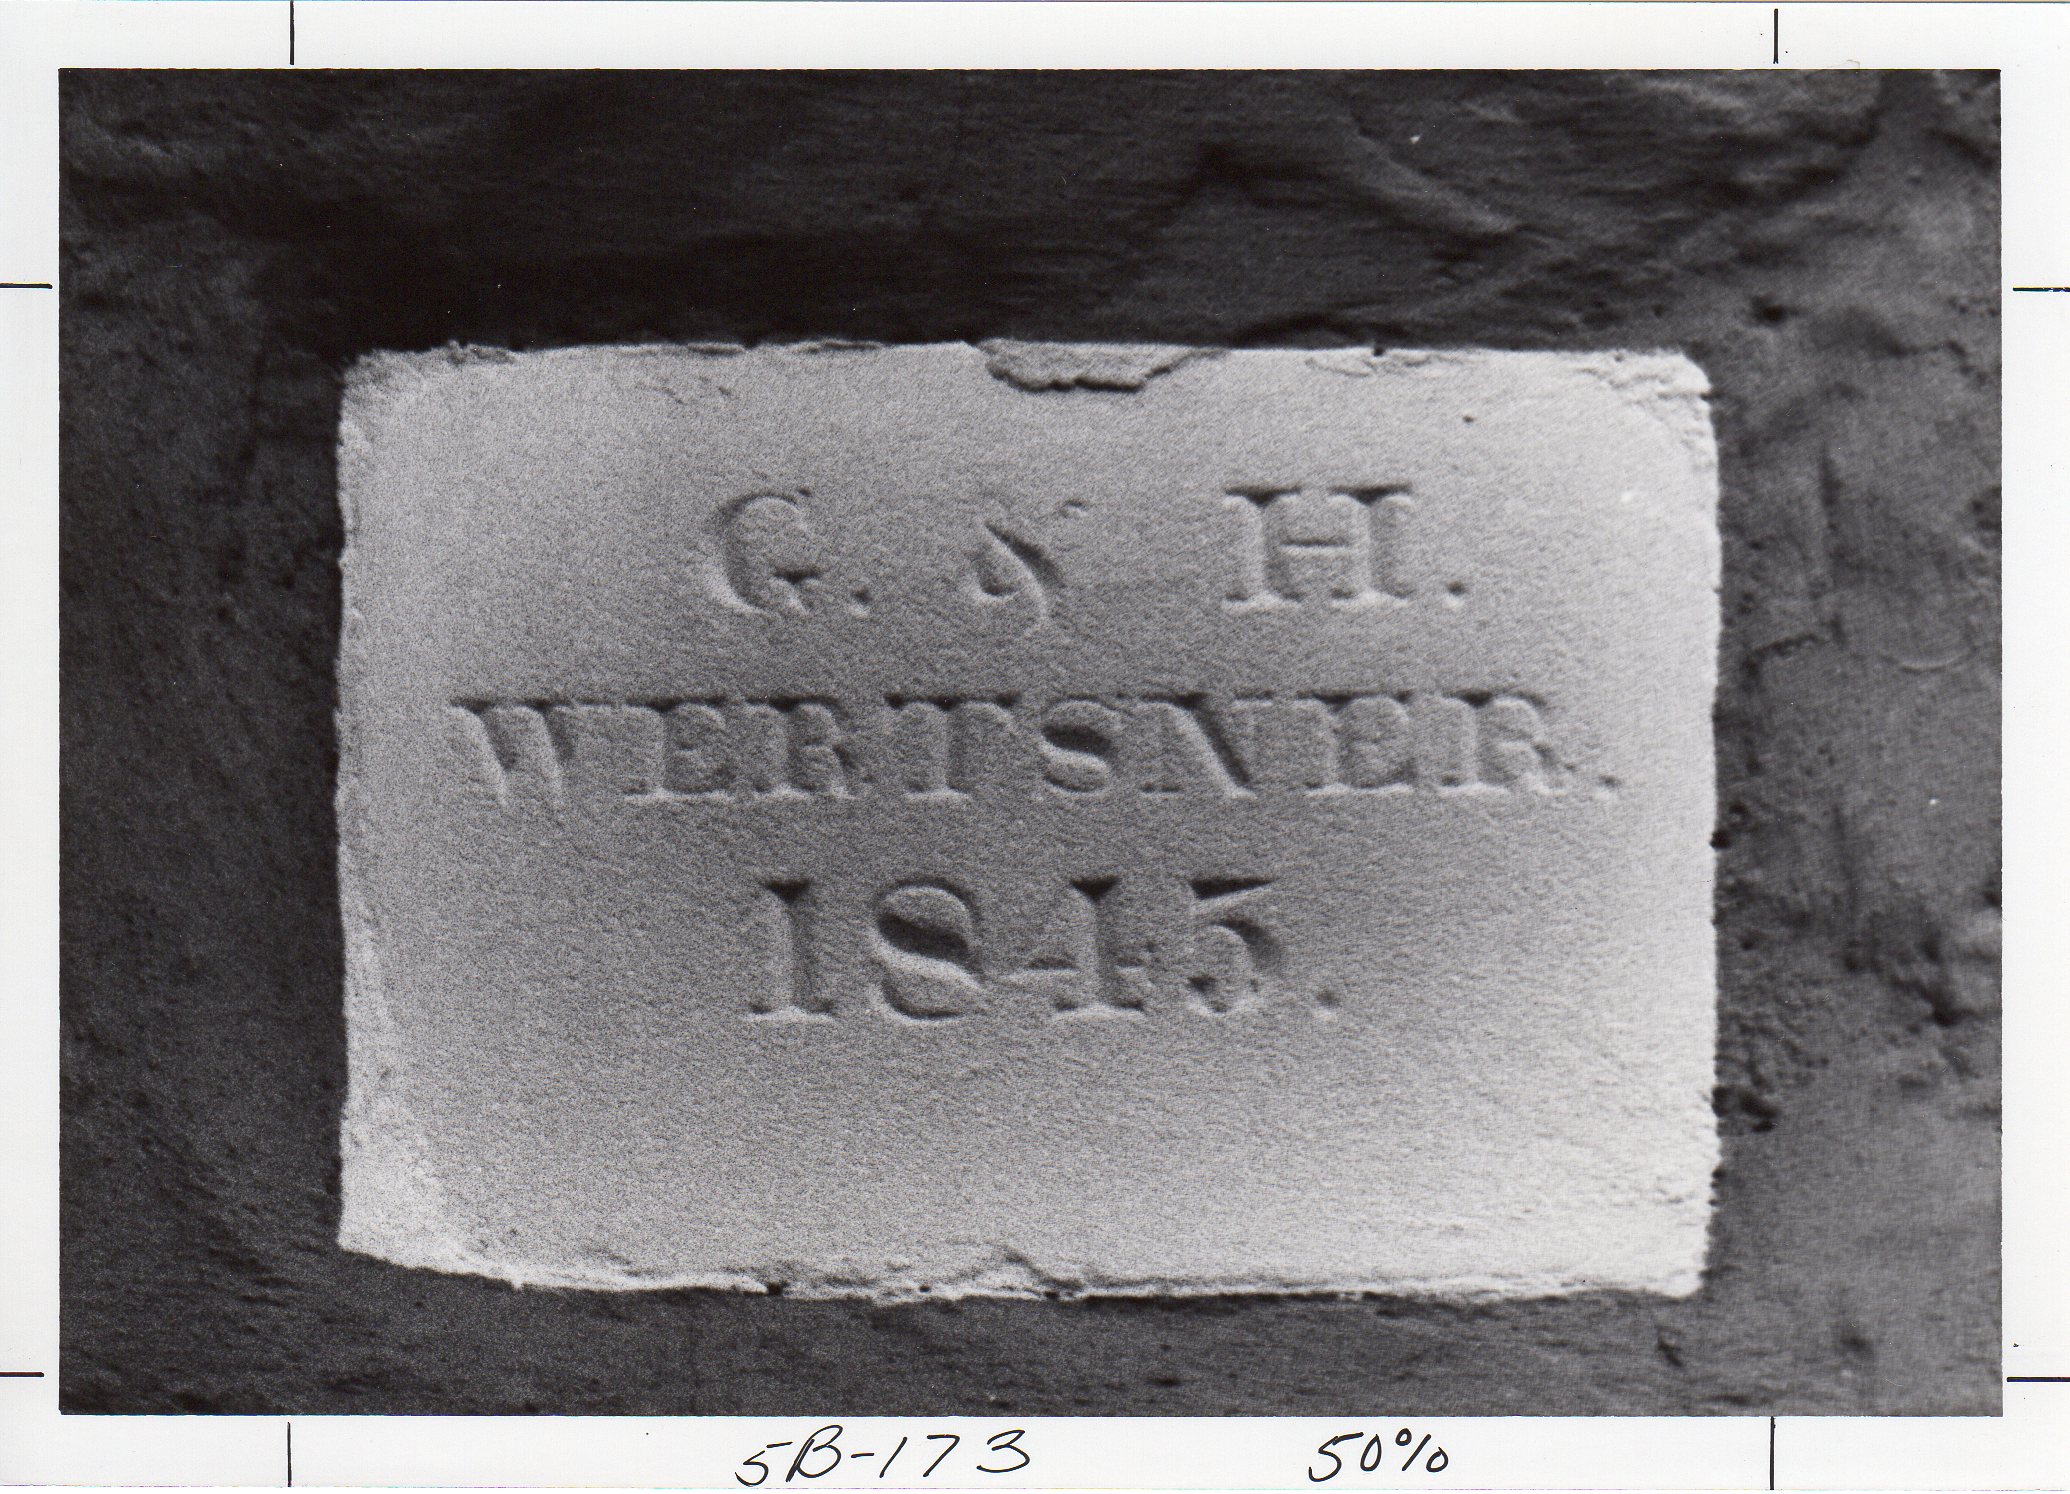 G. & H.
WERTSNER.
1845.
5B-173 50%